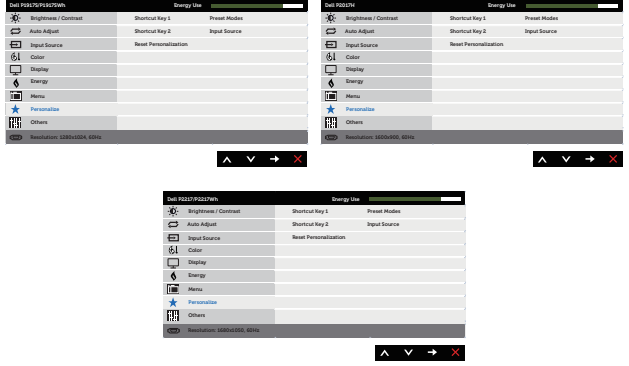 Dell P1917S/P1917SWh Energy Use
Brightness / Contrast Shortcut Key 1 Preset Modes
Auto Adjust Shortcut Key 2 Input Source
Input Source Reset Personalization
Color
Display
Energy
Menu
Personalize
Others
Resolution: 1280x1024, 60Hz
Dell P2017H Energy Use
Brightness / Contrast Shortcut Key 1 Preset Modes
Auto Adjust Shortcut Key 2 Input Source
Input Source Reset Personalization
Color
Display
Energy
Menu
Personalize
Others
Resolution: 1600x900, 60Hz
Dell P2217/P2217Wh Energy Use
Brightness / Contrast Shortcut Key 1 Preset Modes
Auto Adjust Shortcut Key 2 Input Source
Input Source Reset Personalization
Color
Display
Energy
Menu
Personalize
Others
Resolution: 1680x1050, 60Hz